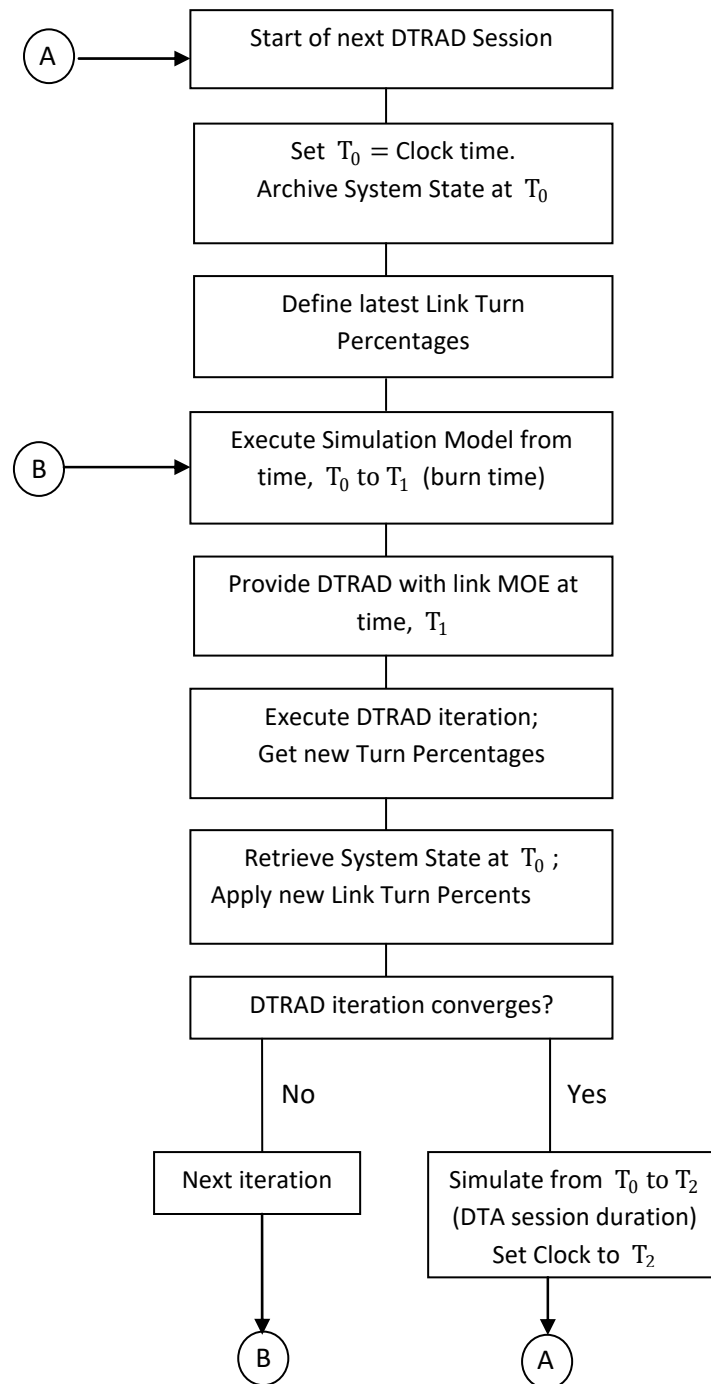 A
Start of next DTRAD Session
Set T₀ = Clock time.
Archive System State at T₀
Define latest Link Turn
Percentages
B
Execute Simulation Model from
time, T₀ to T₁ (burn time)
Provide DTRAD with link MOE at
time, T₁
Execute DTRAD iteration;
Get new Turn Percentages
Retrieve System State at T₀ ;
Apply new Link Turn Percents
DTRAD iteration converges?
No
Yes
Next iteration
Simulate from T₀ to T₂
(DTA session duration)
Set Clock to T₂
B
A